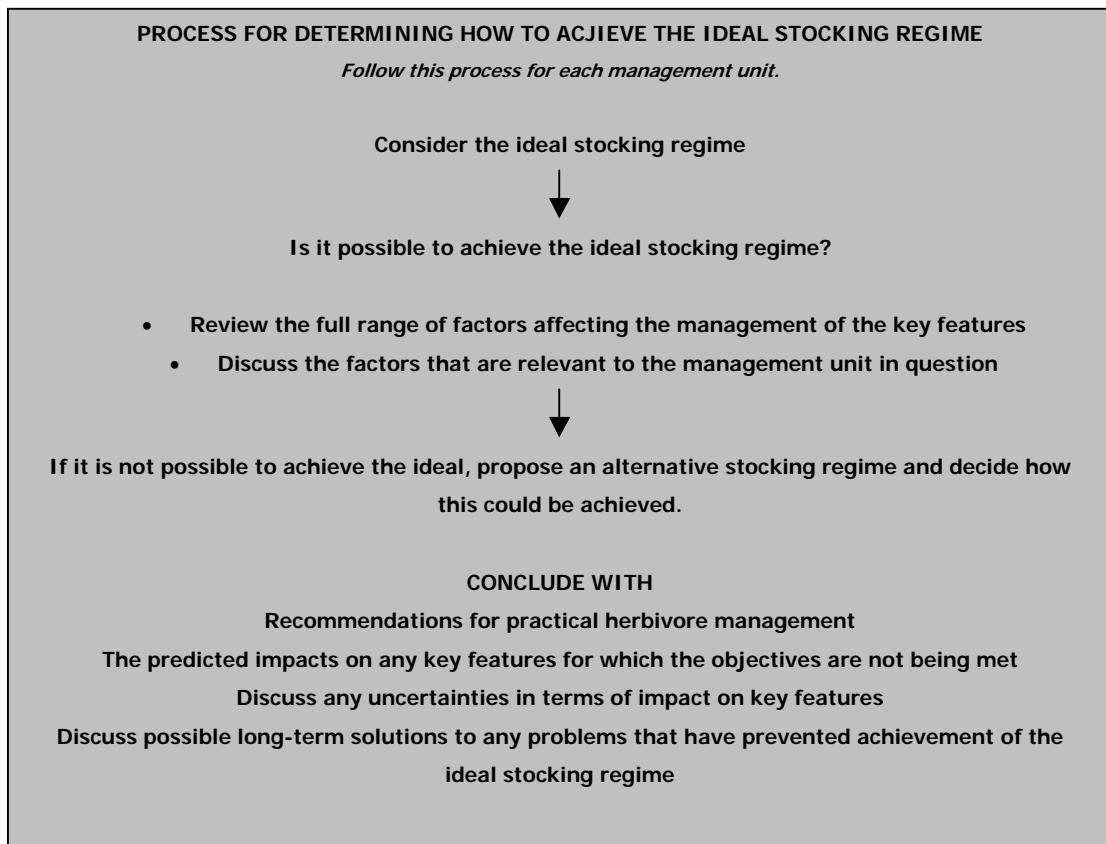 PROCESS FOR DETERMINING HOW TO ACJIEVE THE IDEAL STOCKING REGIME
Follow this process for each management unit.
Consider the ideal stocking regime
Is it possible to achieve the ideal stocking regime?
• Review the full range of factors affecting the management of the key features
• Discuss the factors that are relevant to the management unit in question
If it is not possible to achieve the ideal, propose an alternative stocking regime and decide how
this could be achieved.
CONCLUDE WITH
Recommendations for practical herbivore management
The predicted impacts on any key features for which the objectives are not being met
Discuss any uncertainties in terms of impact on key features
Discuss possible long-term solutions to any problems that have prevented achievement of the
ideal stocking regime